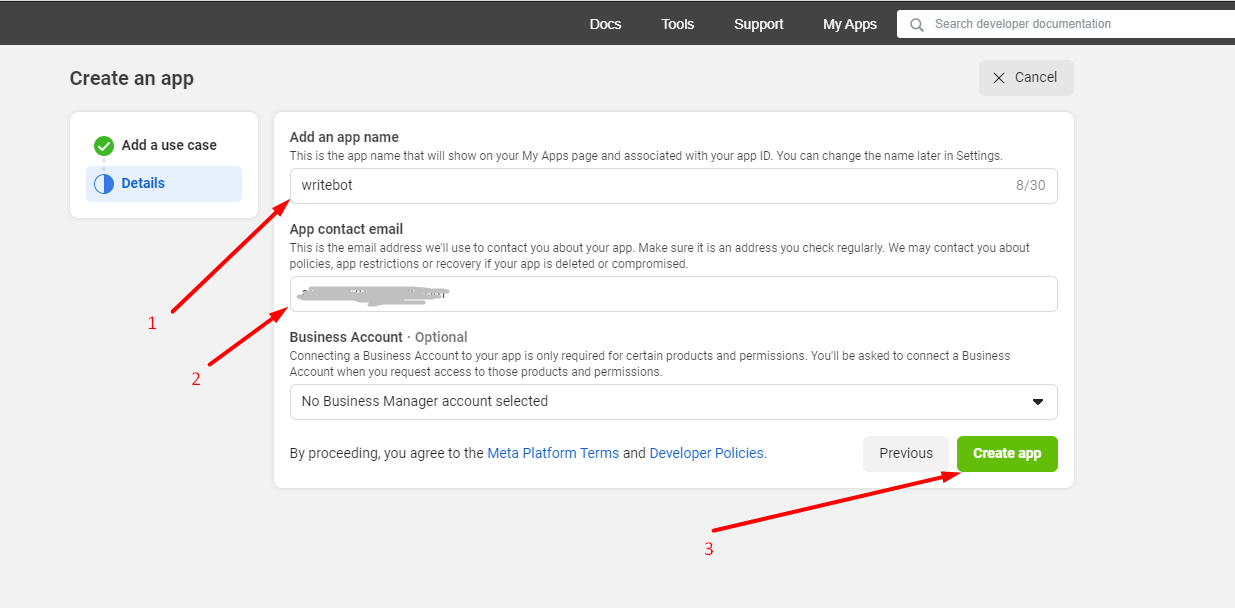 Docs Tools Support My Apps Search developer documentation
Create an app
Cancel
Add a use case
Details
Add an app name
This is the app name that will show on your My Apps page and associated with your app ID. You can change the name later in Settings.
writebot 8/30
App contact email
This is the email address we'll use to contact you about your app. Make sure it is an address you check regularly. We may contact you about
policies, app restrictions or recovery if your app is deleted or compromised.
Business Account · Optional
Connecting a Business Account to your app is only required for certain products and permissions. You'll be asked to connect a Business
Account when you request access to those products and permissions.
No Business Manager account selected
By proceeding, you agree to the Meta Platform Terms and Developer Policies.
Previous Create app
1
2
3